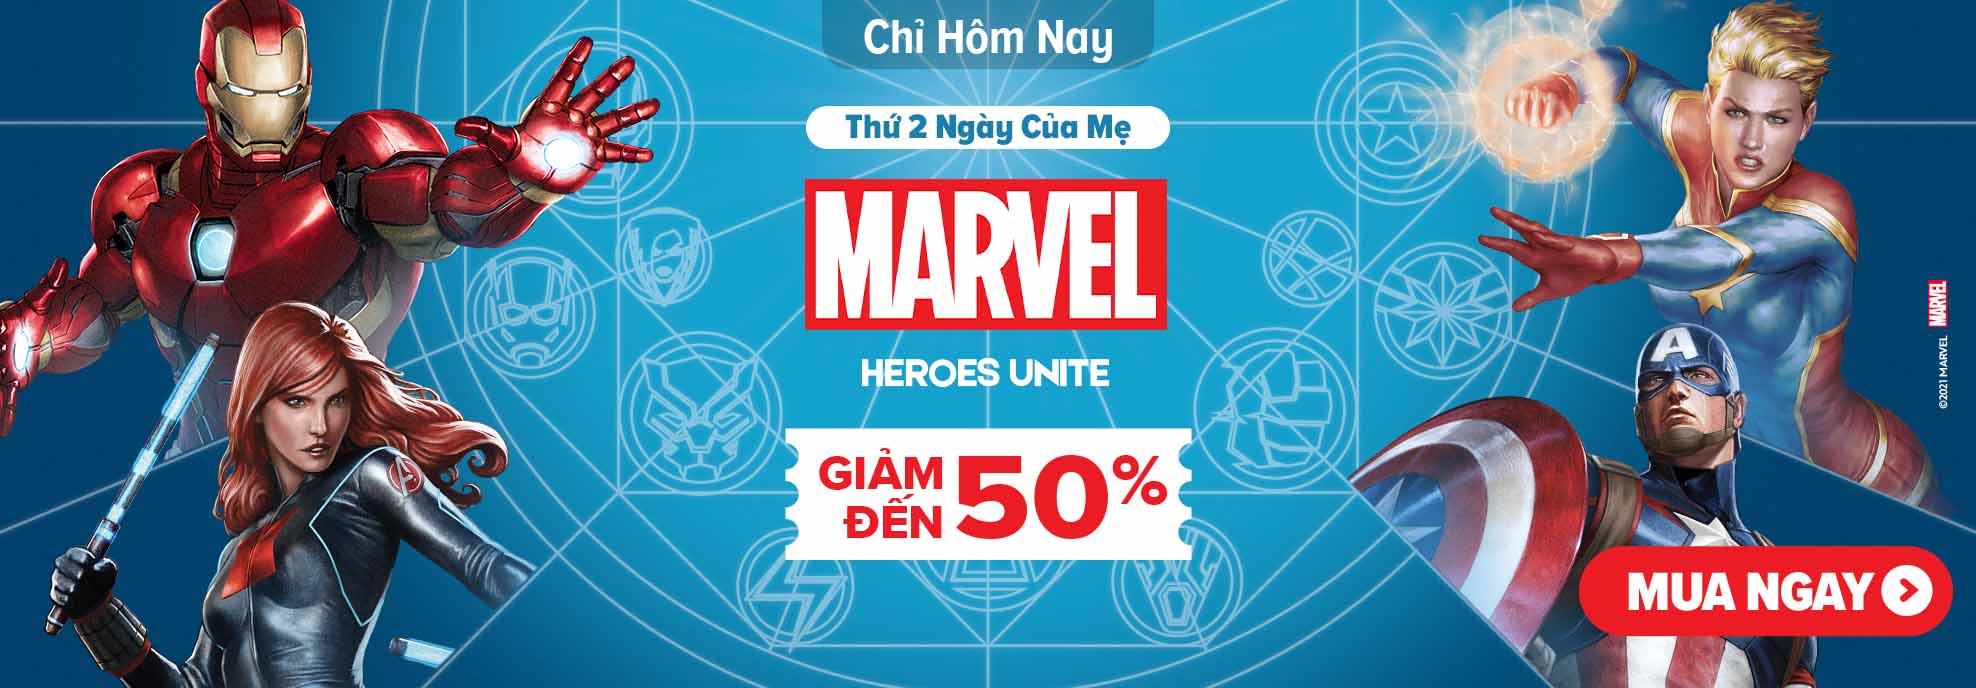 Chỉ Hôm Nay
Thứ 2 Ngày Của Mẹ
MARVEL
HEROES UNITE
GIẢM
ĐẾN
50%
A
MUA NGAY
©2021 MARVEL
MARVEL